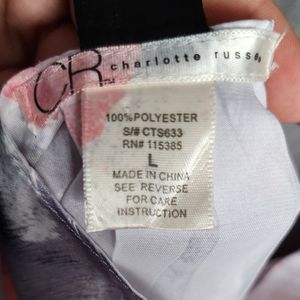 CR charlotte russe
100% POLYESTER
S/# CTS633
RN# 115385
L
MADE IN CHINA
SEE REVERSE
FOR CARE
INSTRUCTION